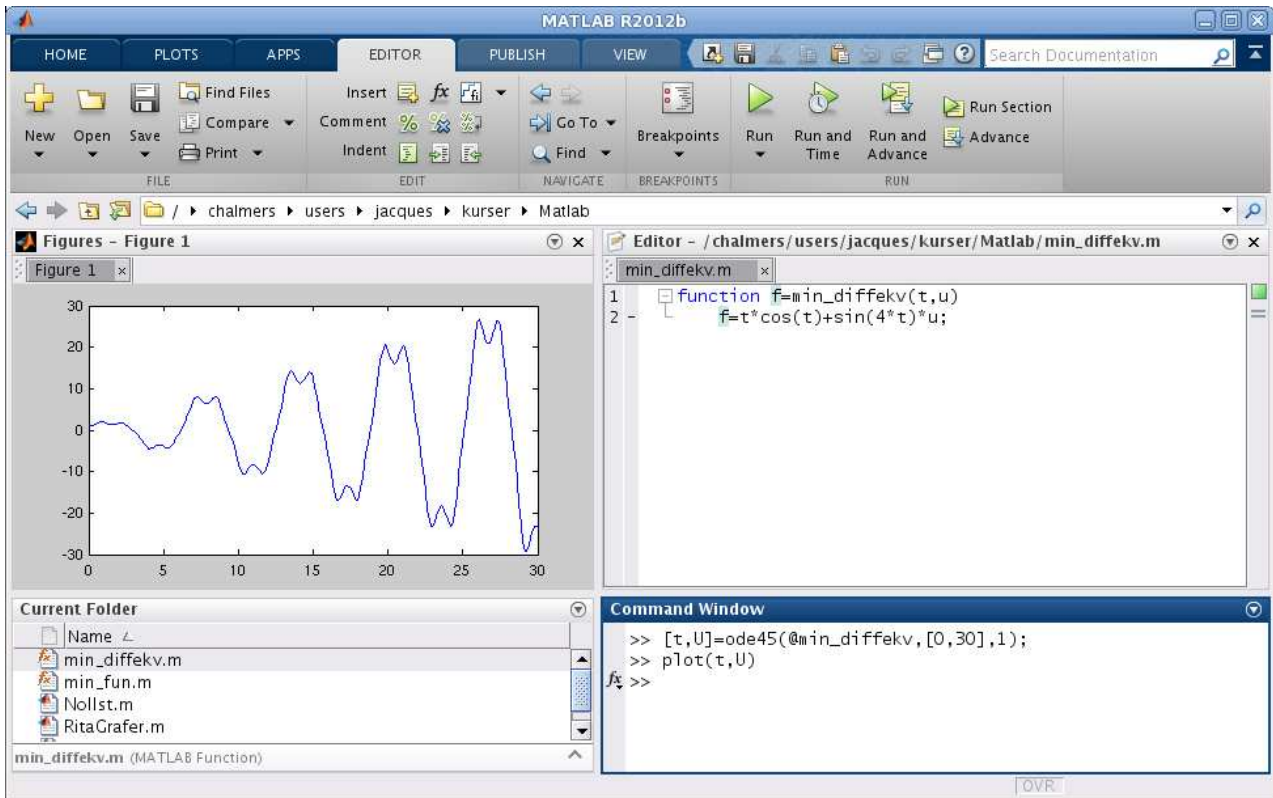 MATLAB R2012b
HOME PLOTS APPS EDITOR PUBLISH VIEW Search Documentation
New Open Save Find Files Compare Print
FILE
Insert fx fi
Comment %
Indent
EDIT
Go To
Find
NAVIGATE
Breakpoints
BREAKPOINTS
Run Run and Time Run and Advance Run Section Advance
RUN
/ chalmers users jacques kurser Matlab
Figures - Figure 1
Figure 1
30
20
10
0
-10
-20
-30
0 5 10 15 20 25 30
Editor - /chalmers/users/jacques/kurser/Matlab/min_diffekv.m
min_diffekv.m
1 function f=min_diffekv(t,u)
2 - f=t*cos(t)+sin(4*t)*u;
Current Folder
Name
min_diffekv.m
min_fun.m
Nollst.m
RitaGrafer.m
min_diffekv.m (MATLAB Function)
Command Window
>> [t,U]=ode45(@min_diffekv,[0,30],1);
>> plot(t,U)
fx >>
OVR